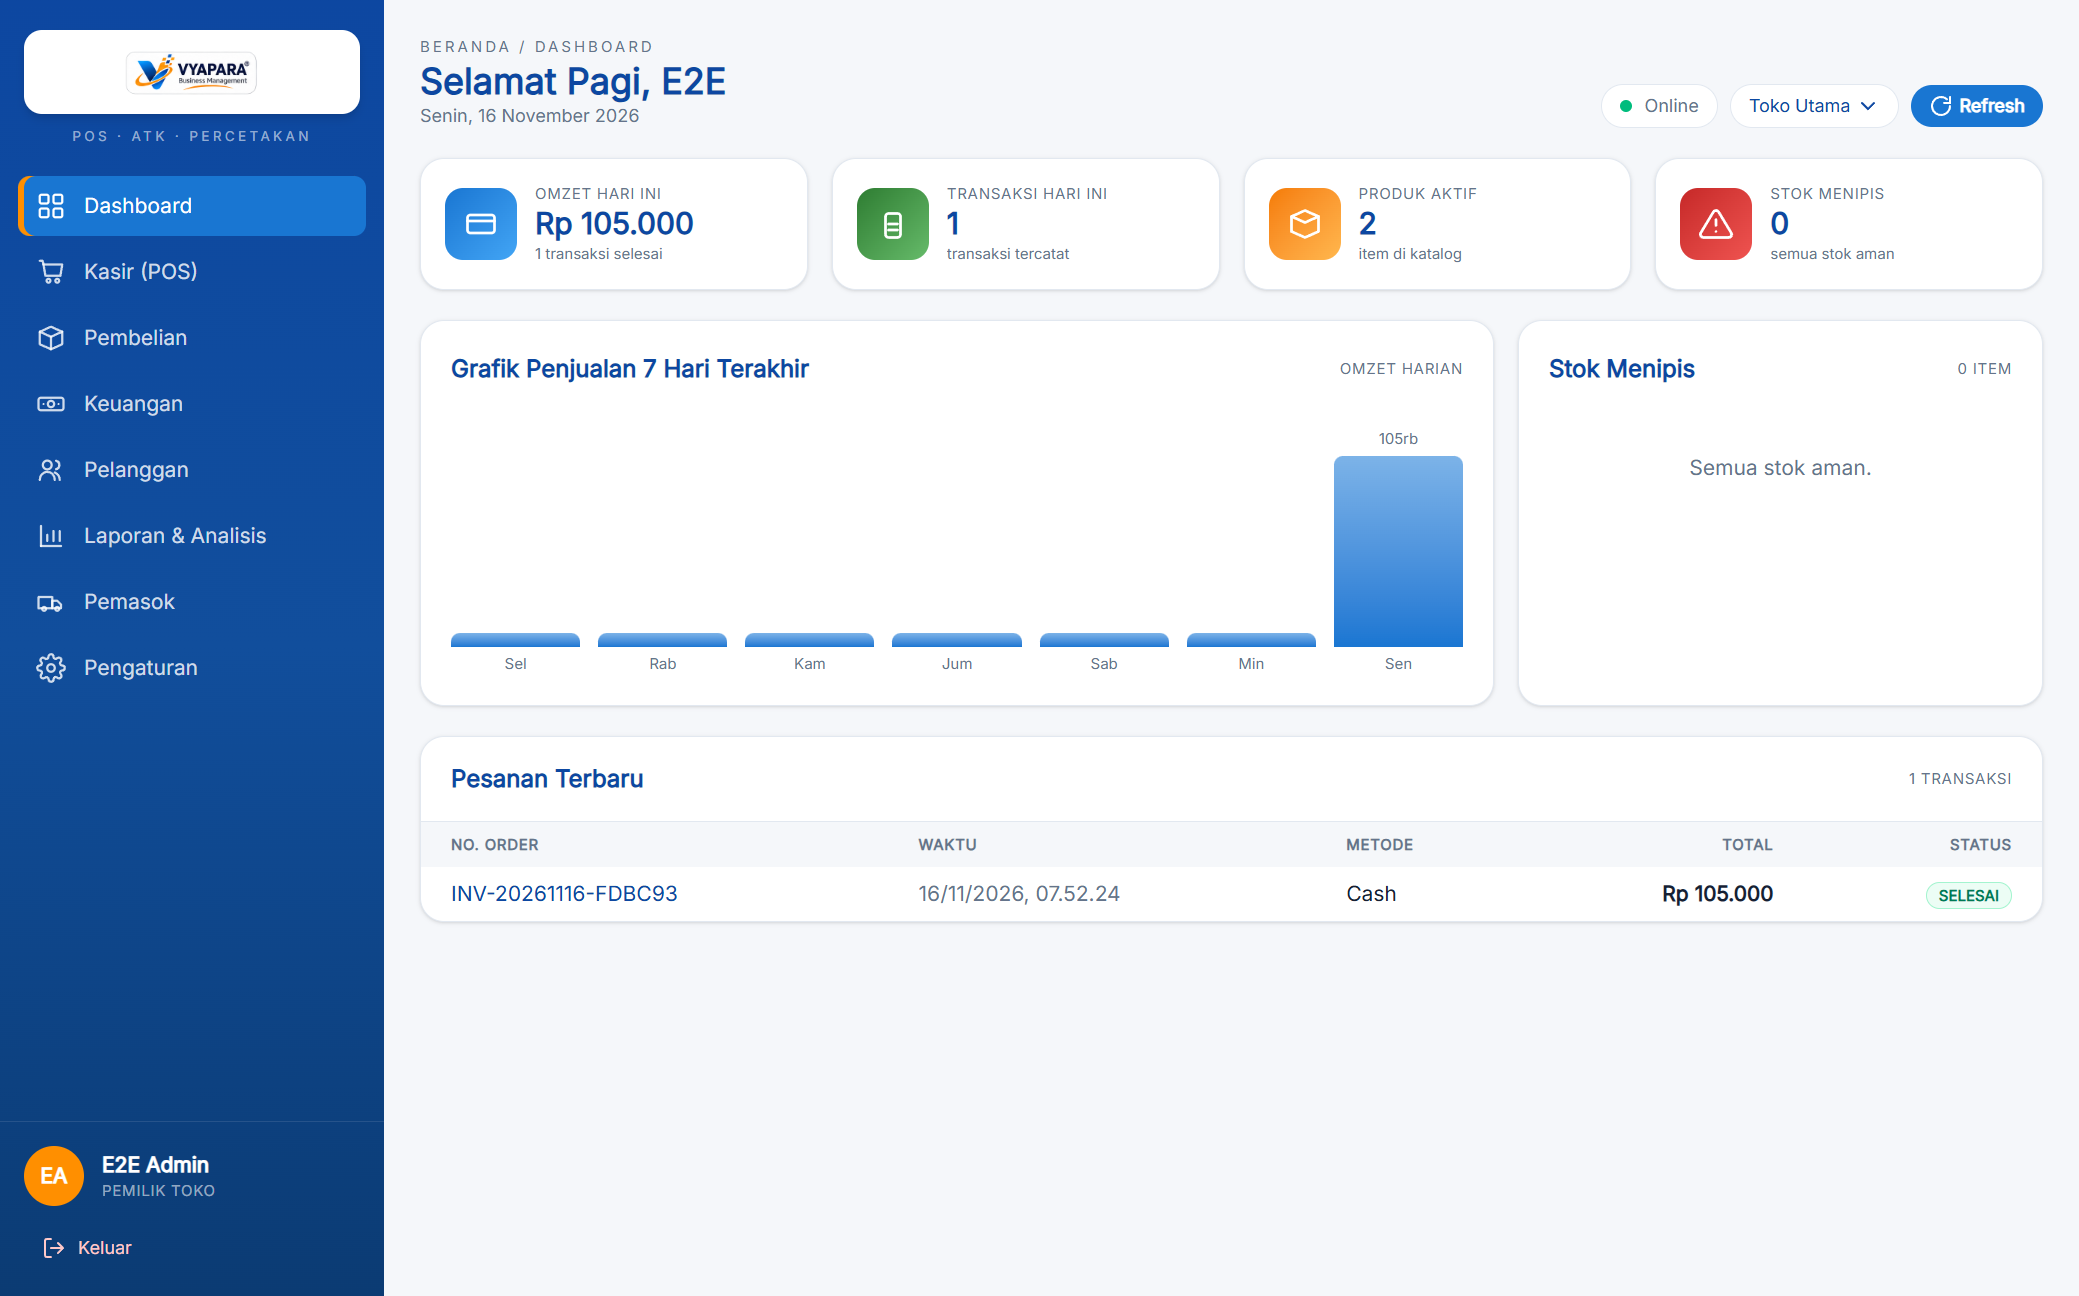 VYAPARA®
Business Management
POS · ATK · PERCETAKAN
Dashboard
Kasir (POS)
Pembelian
Keuangan
Pelanggan
Laporan & Analisis
Pemasok
Pengaturan
EA
E2E Admin
PEMILIK TOKO
Keluar
BERANDA / DASHBOARD
Selamat Pagi, E2E
Senin, 16 November 2026
Online
Toko Utama
Refresh
OMZET HARI INI
Rp 105.000
1 transaksi selesai
TRANSAKSI HARI INI
1
transaksi tercatat
PRODUK AKTIF
2
item di katalog
STOK MENIPIS
0
semua stok aman
Grafik Penjualan 7 Hari Terakhir
OMZET HARIAN
105rb
Sel Rab Kam Jum Sab Min Sen
Stok Menipis
0 ITEM
Semua stok aman.
Pesanan Terbaru
1 TRANSAKSI
NO. ORDER WAKTU METODE TOTAL STATUS
INV-20261116-FDBC93 16/11/2026, 07.52.24 Cash Rp 105.000 SELESAI